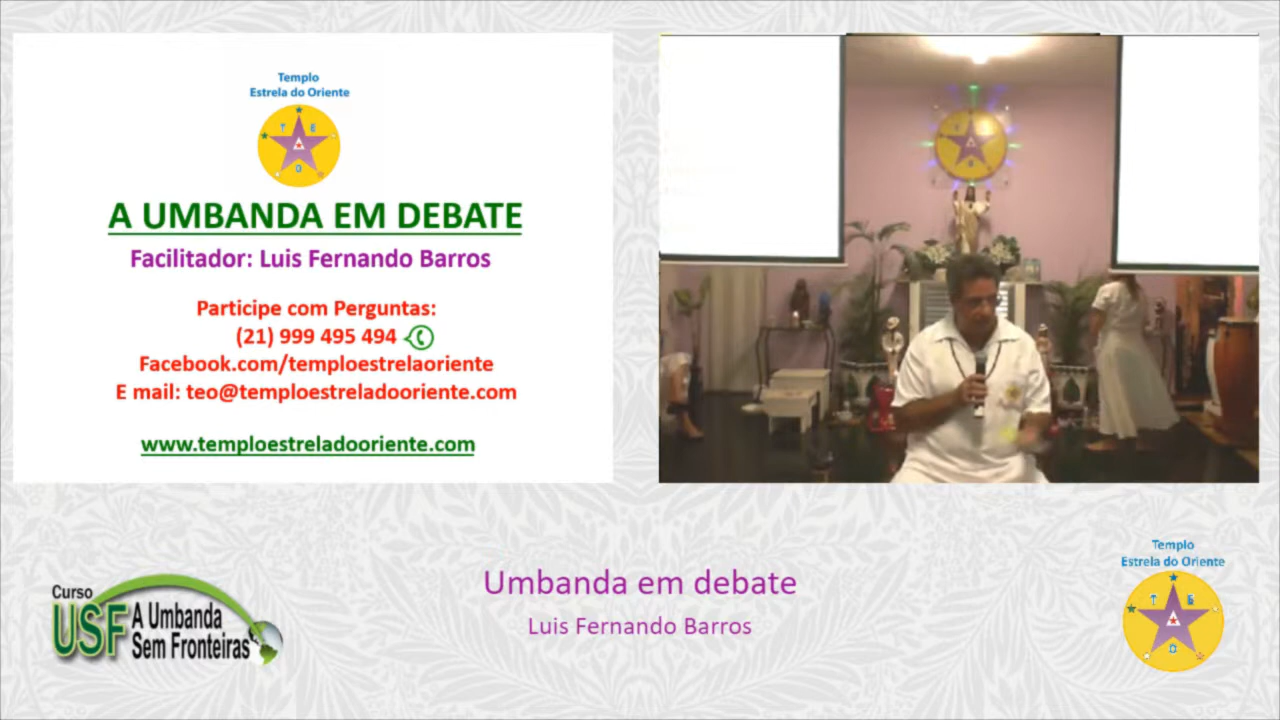 Templo
Estrela do Oriente
T E
O
A UMBANDA EM DEBATE
Facilitador: Luis Fernando Barros
Participe com Perguntas:
(21) 999 495 494
Facebook.com/temploestrelaoriente
E mail: teo@temploestreladooriente.com
www.temploestreladooriente.com
Curso
USF A Umbanda
Sem Fronteiras
Umbanda em debate
Luis Fernando Barros
Templo
Estrela do Oriente
T E
O